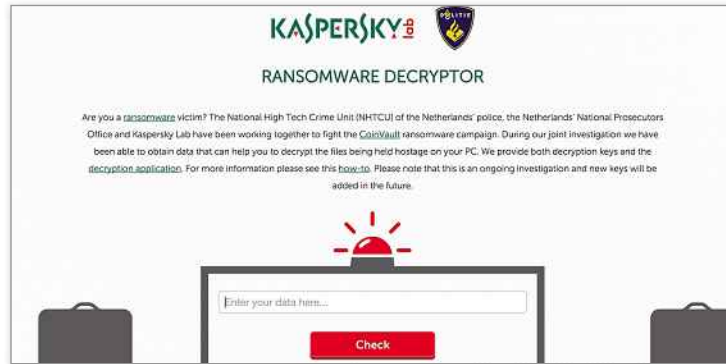 KASPERSKY lab
POLITIE
RANSOMWARE DECRYPTOR
Are you a ransomware victim? The National High Tech Crime Unit (NHTCU) of the Netherlands' police, the Netherlands' National Prosecutors
Office and Kaspersky Lab have been working together to fight the CoinVault ransomware campaign. During our joint investigation we have
been able to obtain data that can help you to decrypt the files being held hostage on your PC. We provide both decryption keys and the
decryption application. For more information please see this how-to. Please note that this is an ongoing investigation and new keys will be
added in the future.
Enter your data here...
Check